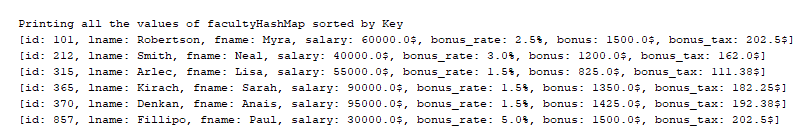 Printing all the values of facultyHashMap sorted by Key
[id: 101, lname: Robertson, fname: Myra, salary: 60000.0$, bonus_rate: 2.5%, bonus: 1500.0$, bonus_tax: 202.5$]
[id: 212, lname: Smith, fname: Neal, salary: 40000.0$, bonus_rate: 3.0%, bonus: 1200.0$, bonus_tax: 162.0$]
[id: 315, lname: Arlec, fname: Lisa, salary: 55000.0$, bonus_rate: 1.5%, bonus: 825.0$, bonus_tax: 111.38$]
[id: 365, lname: Kirach, fname: Sarah, salary: 90000.0$, bonus_rate: 1.5%, bonus: 1350.0$, bonus_tax: 182.25$]
[id: 370, lname: Denkan, fname: Anais, salary: 95000.0$, bonus_rate: 1.5%, bonus: 1425.0$, bonus_tax: 192.38$]
[id: 857, lname: Fillipo, fname: Paul, salary: 30000.0$, bonus_rate: 5.0%, bonus: 1500.0$, bonus_tax: 202.5$]